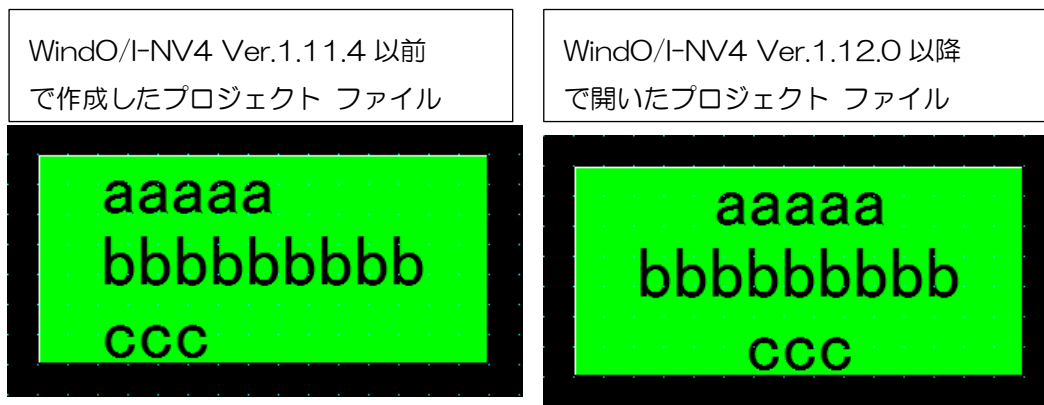 WindO/I-NV4 Ver.1.11.4 以前
で作成したプロジェクト ファイル
aaaaa
bbbbbbbbb
ccc
WindO/I-NV4 Ver.1.12.0 以降
で開いたプロジェクト ファイル
aaaaa
bbbbbbbbb
ccc